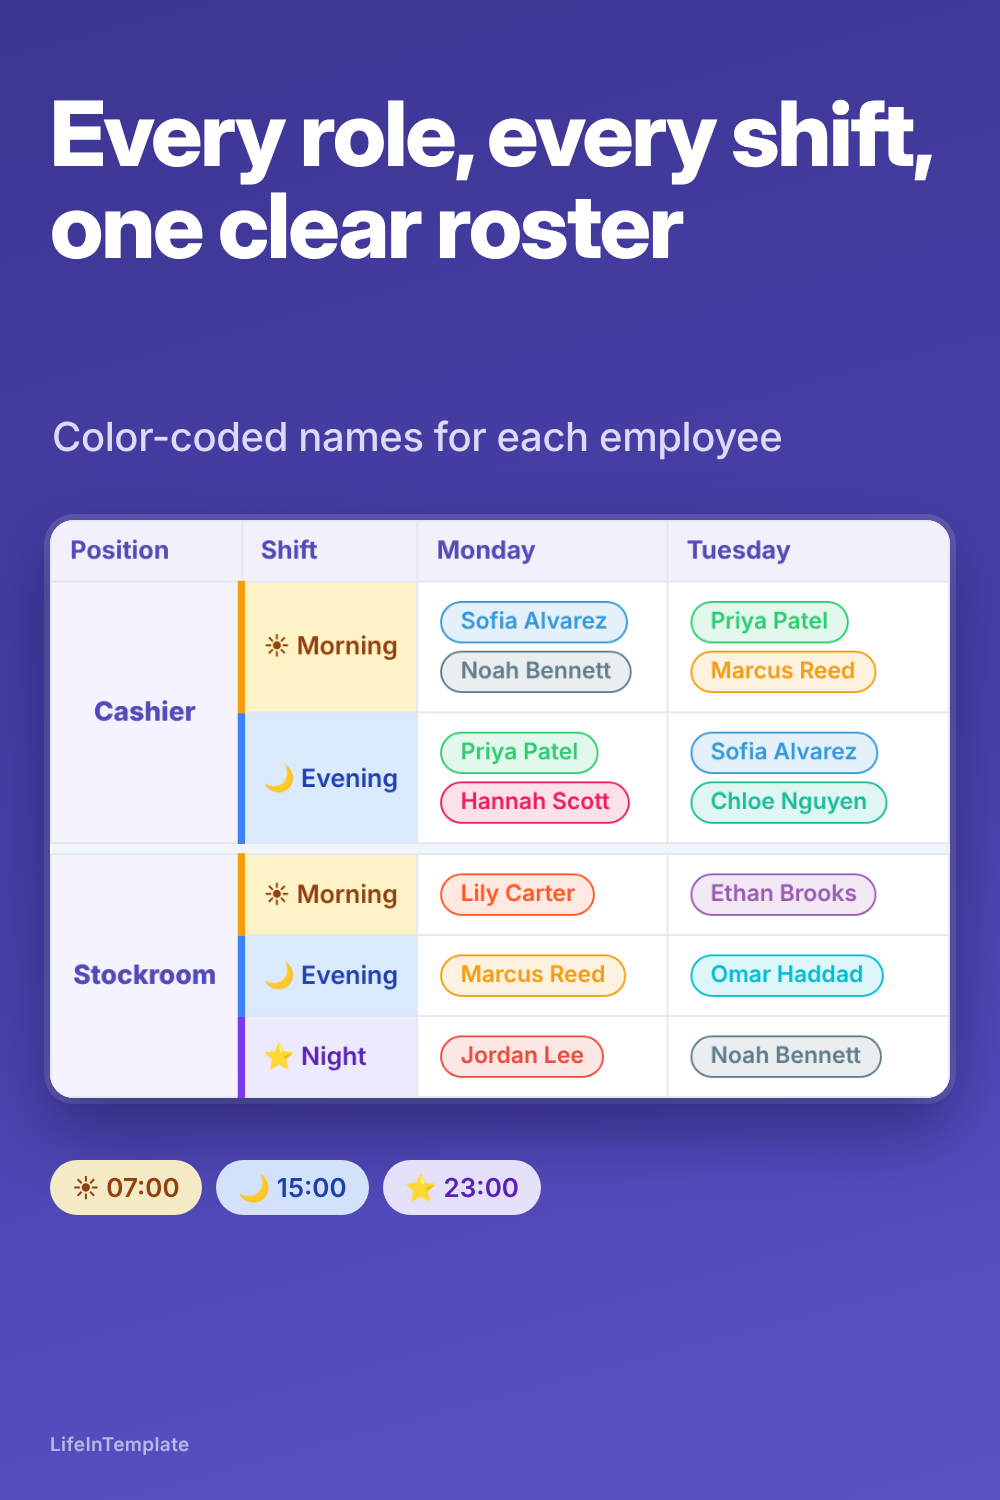 Every role, every shift,
one clear roster
Color-coded names for each employee
Position Shift Monday Tuesday
Cashier
☀ Morning
Sofia Alvarez
Noah Bennett
Priya Patel
Marcus Reed
🌙 Evening
Priya Patel
Hannah Scott
Sofia Alvarez
Chloe Nguyen
Stockroom
☀ Morning
Lily Carter
Ethan Brooks
🌙 Evening
Marcus Reed
Omar Haddad
⭐ Night
Jordan Lee
Noah Bennett
☀ 07:00 🌙 15:00 ⭐ 23:00
LifeInTemplate